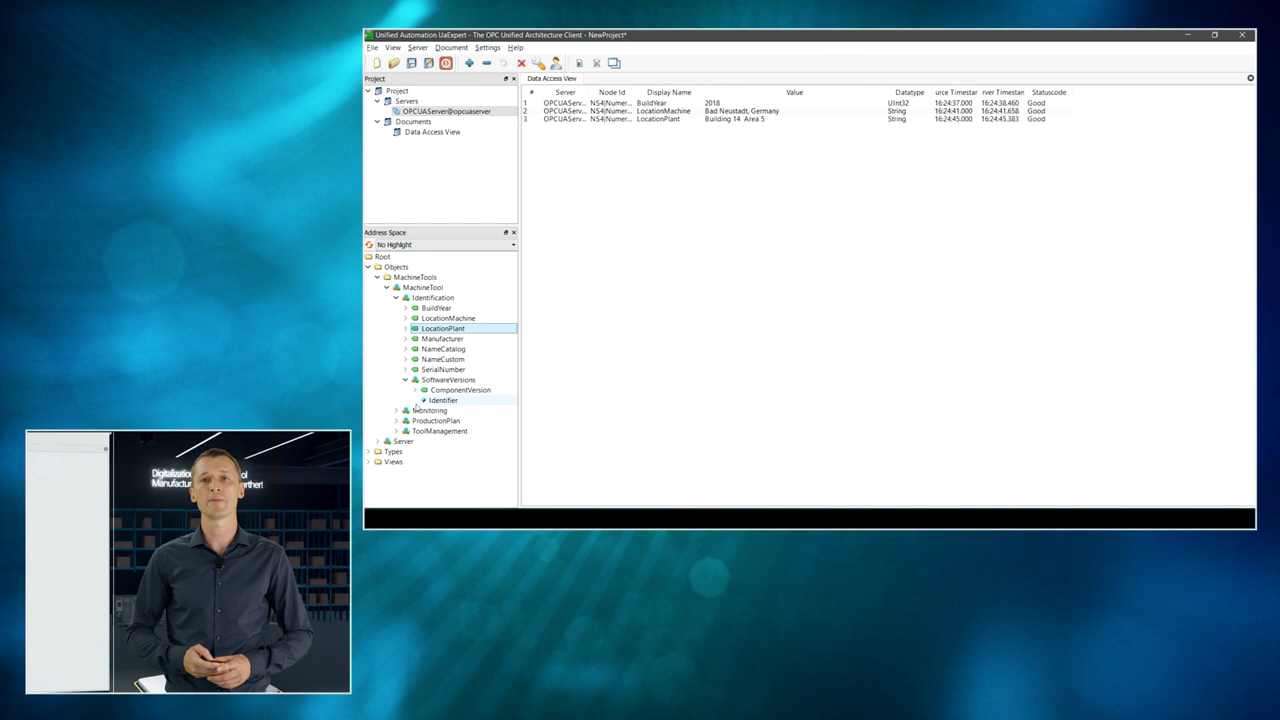 Unified Automation UaExpert - The OPC Unified Architecture Client - NewProject*
File View Server Document Settings Help
Project
Project
Servers
OPCUAServer@opcuaserver
Documents
Data Access View
Address Space
No Highlight
Root
Objects
MachineTools
MachineTool
Identification
BuildYear
LocationMachine
LocationPlant
Manufacturer
NameCatalog
NameCustom
SerialNumber
SoftwareVersions
ComponentVersion
Identifier
Monitoring
ProductionPlan
ToolManagement
Server
Types
Views
Data Access View
# Server Node Id Display Name Value Datatype urce Timestar rver Timestan Statuscode
1 OPCUAServ... NS4|Numer... BuildYear 2018 UInt32 16:24:37.000 16:24:38.460 Good
2 OPCUAServ... NS4|Numer... LocationMachine Bad Neustadt, Germany String 16:24:41.000 16:24:41.658 Good
3 OPCUAServ... NS4|Numer... LocationPlant Building 14 Area 5 String 16:24:45.000 16:24:45.383 Good